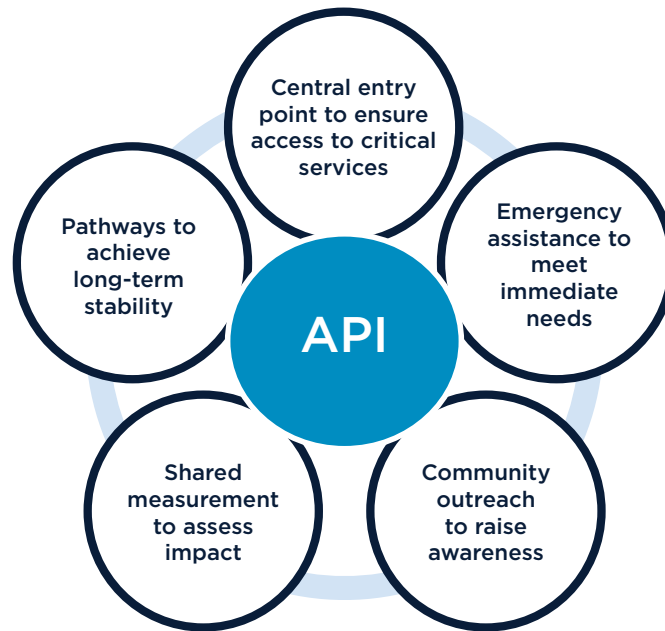 Central entry
point to ensure
access to critical
services
Emergency
assistance to
meet
immediate
needs
Community
outreach
to raise
awareness
Shared
measurement
to assess
impact
Pathways to
achieve
long-term
stability
API